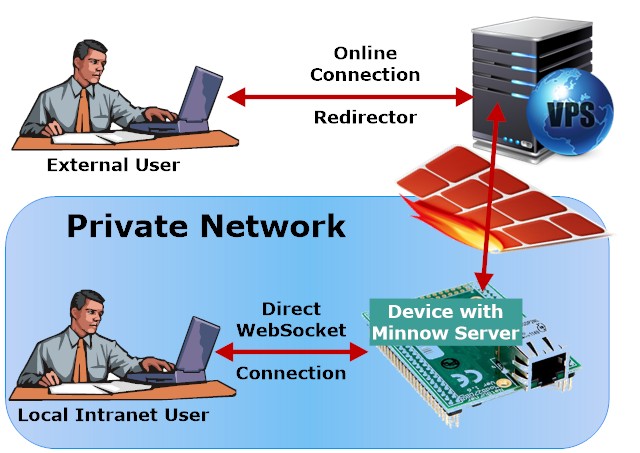 Online
Connection
Redirector
VPS
External User
Private Network
Direct
WebSocket
Connection
Device with
Minnow Server
Local Intranet User